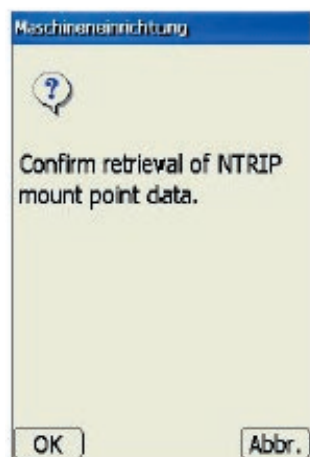 Maschineneinrichtung
?
Confirm retrieval of NTRIP
mount point data.
OK
Abbr.